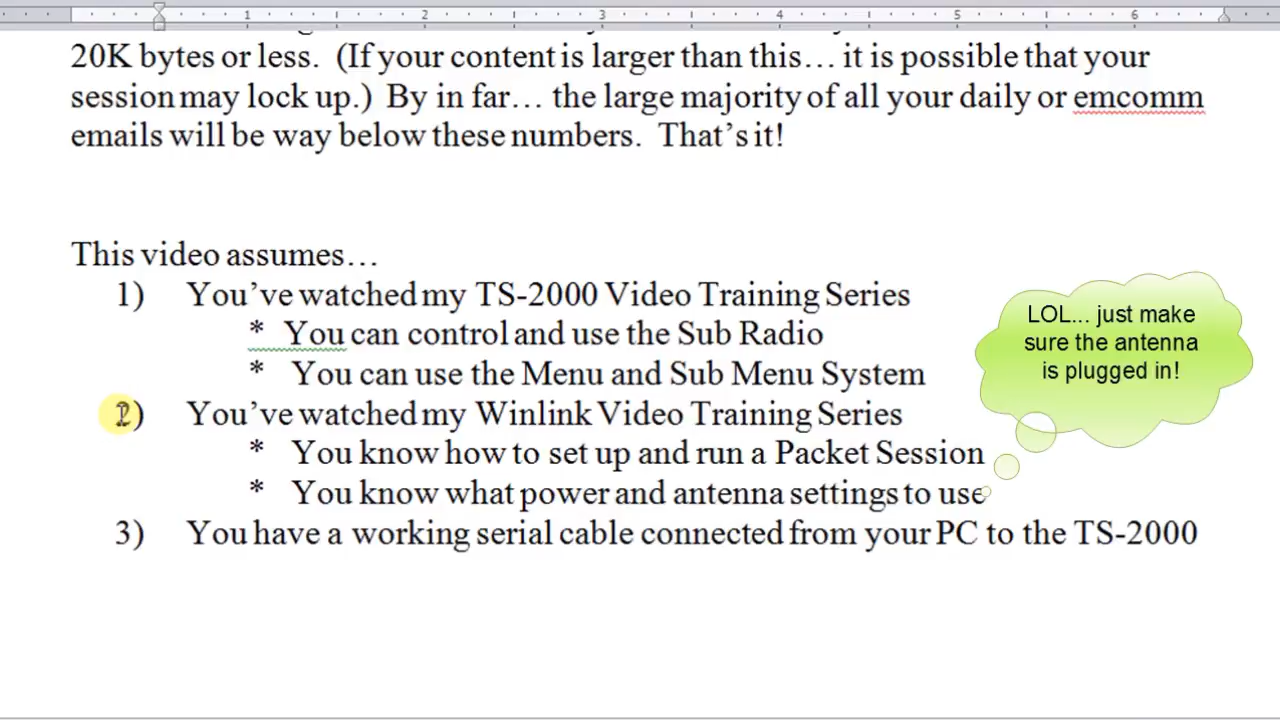 1 2 3 4 5 6
20K bytes or less. (If your content is larger than this… it is possible that your
session may lock up.) By in far… the large majority of all your daily or emcomm
emails will be way below these numbers. That’s it!
This video assumes…
1) You’ve watched my TS-2000 Video Training Series
* You can control and use the Sub Radio
* You can use the Menu and Sub Menu System
2) You’ve watched my Winlink Video Training Series
* You know how to set up and run a Packet Session
* You know what power and antenna settings to use
3) You have a working serial cable connected from your PC to the TS-2000
LOL... just make
sure the antenna
is plugged in!